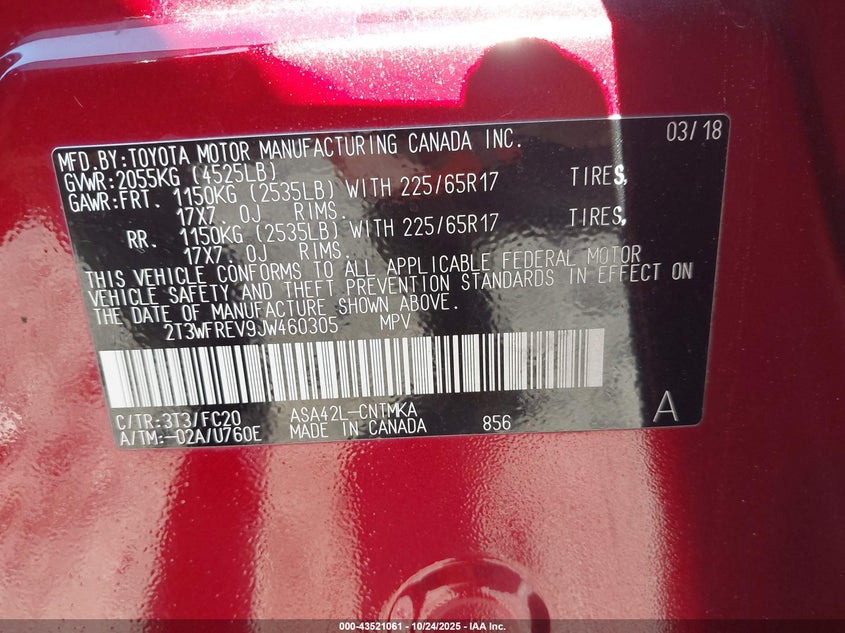 MFD.BY:TOYOTA MOTOR MANUFACTURING CANADA INC. 03/18
GVWR:2055KG (4525LB)
GAWR:FRT. 1150KG (2535LB) WITH 225/65R17 TIRES,
17X7 0J RIMS.
RR. 1150KG (2535LB) WITH 225/65R17 TIRES,
17X7 0J RIMS.
THIS VEHICLE CONFORMS TO ALL APPLICABLE FEDERAL MOTOR
VEHICLE SAFETY AND THEFT PREVENTION STANDARDS IN EFFECT ON
THE DATE OF MANUFACTURE SHOWN ABOVE.
2T3WFREV9JW460305 MPV
C/TR:3T3/FC20 ASA42L-CNTMKA A
A/TM:-02A/U760E MADE IN CANADA 856
000-43521061 - 10/24/2025 - IAA Inc.